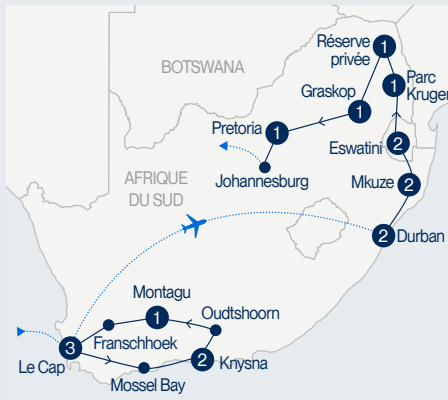 Réserve
privée
1
BOTSWANA
Parc
Kruger
1
Graskop
1
Pretoria
1
Eswatini
2
Johannesburg
Mkuze
2
AFRIQUE
DU SUD
2
Durban
Montagu
1
Oudtshoorn
Franschhoek
3
Le Cap
2
Knysna
Mossel Bay